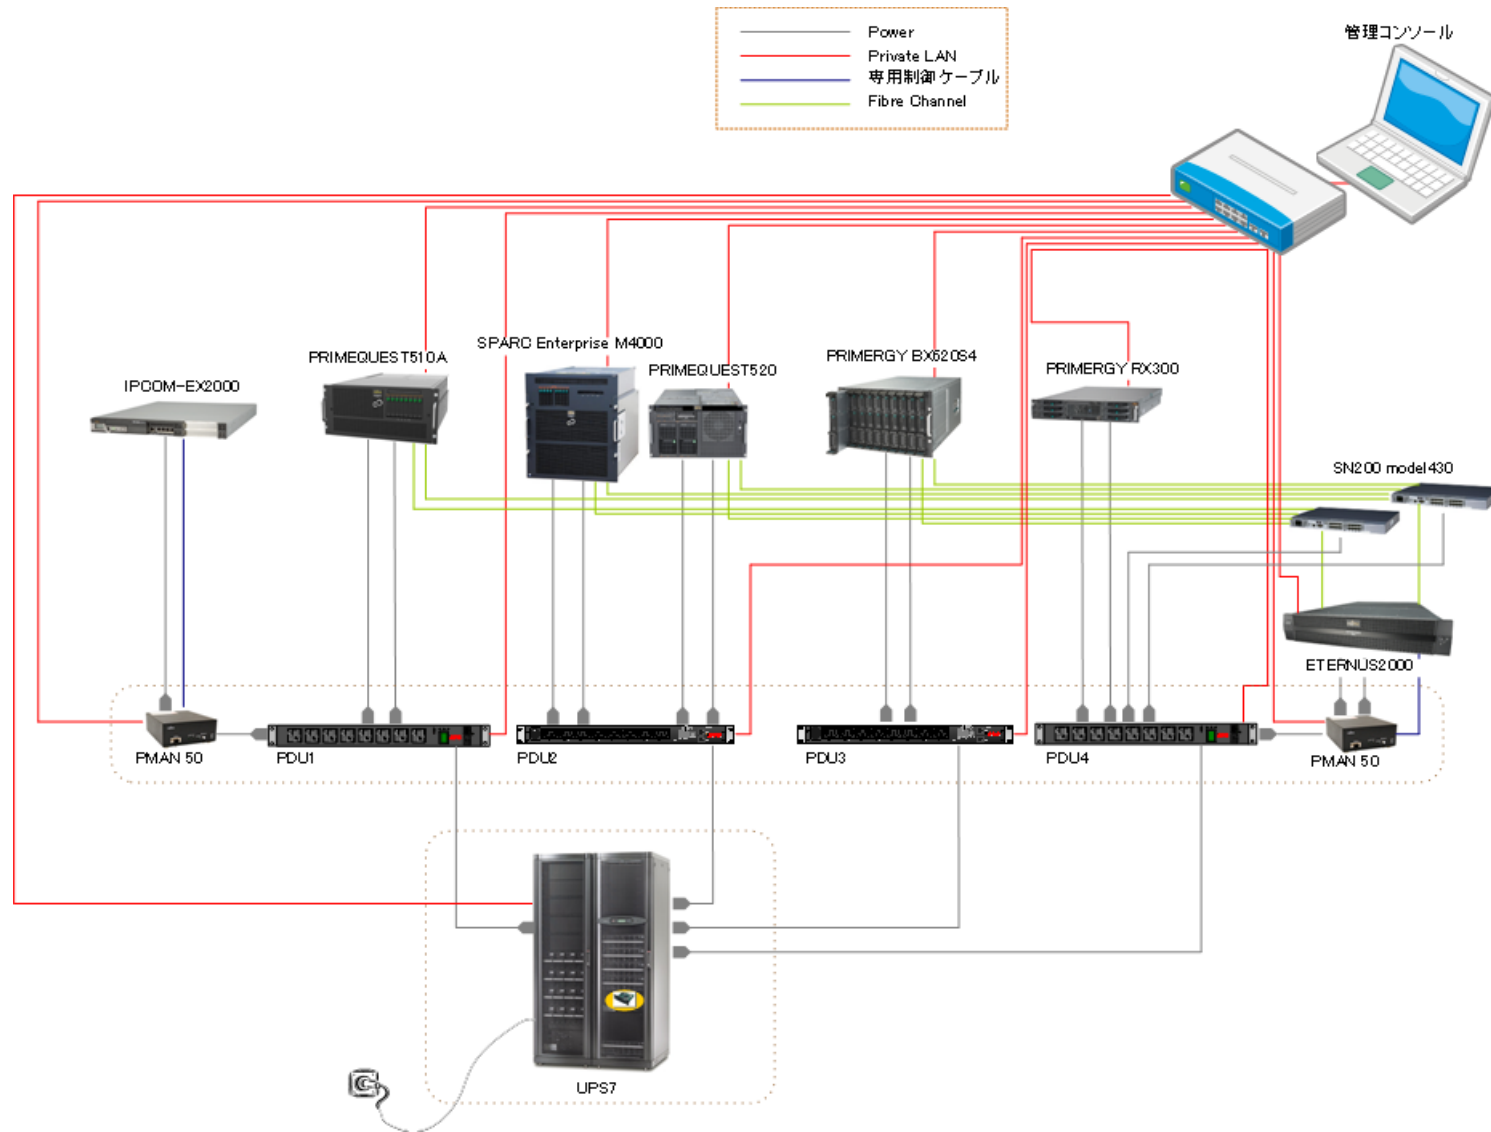 Power
Private LAN
専用制御ケーブル
Fibre Channel
管理コンソール
SPARC Enterprise M4000
PRIMEQUEST510A
PRIMEQUEST520
PRIMERGY BX620S4
PRIMERGY RX300
IPCOM-EX2000
SN200 model430
ETERNUS2000
PMAN 50
PDU1
PDU2
PDU3
PDU4
PMAN 50
UPS7